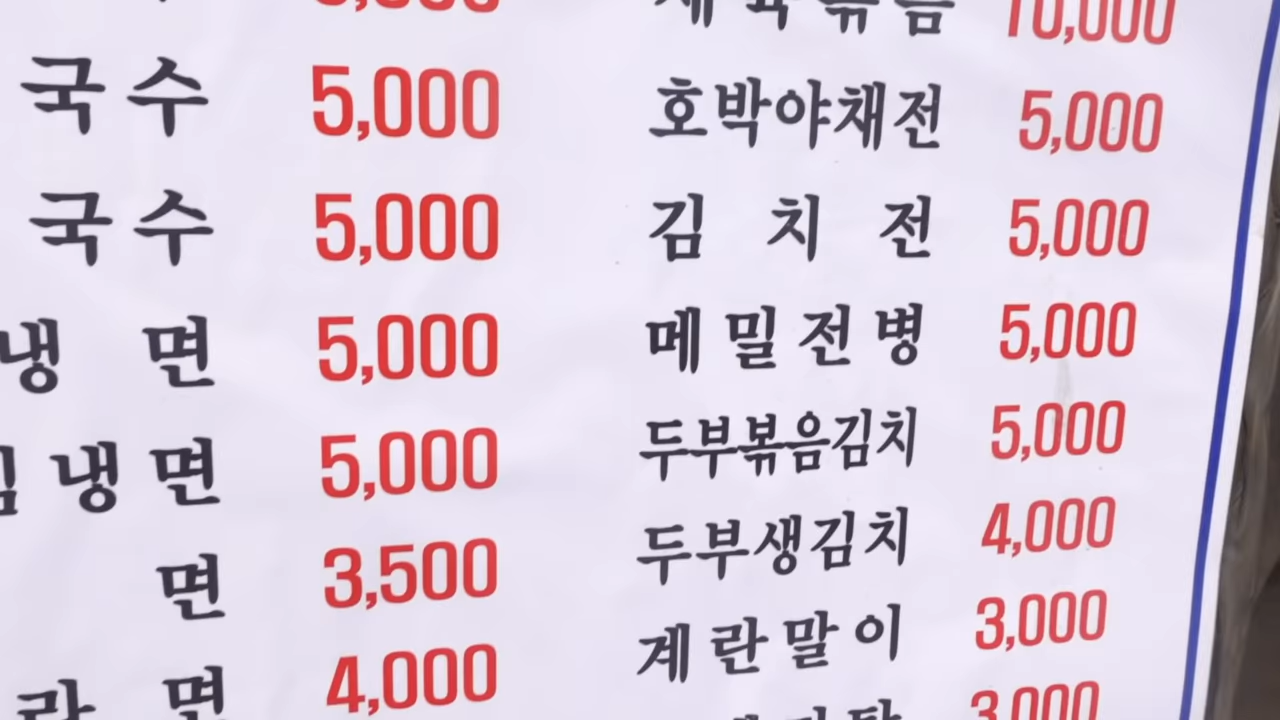 국수 5,000
국수 5,000
냉면 5,000
냉면 5,000
면 3,500
면 4,000
제육볶음 10,000
호박야채전 5,000
김치전 5,000
메밀전병 5,000
두부볶음김치 5,000
두부생김치 4,000
계란말이 3,000
3,000